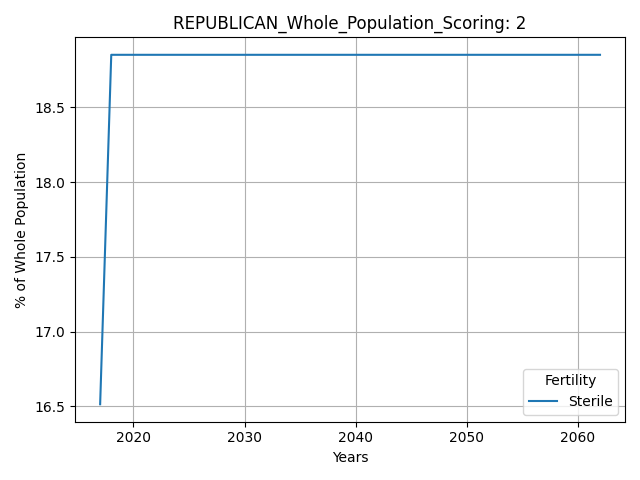 REPUBLICAN_Whole_Population_Scoring: 2
% of Whole Population
18.5
18.0
17.5
17.0
16.5
Fertility
Sterile
2020 2030 2040 2050 2060
Years